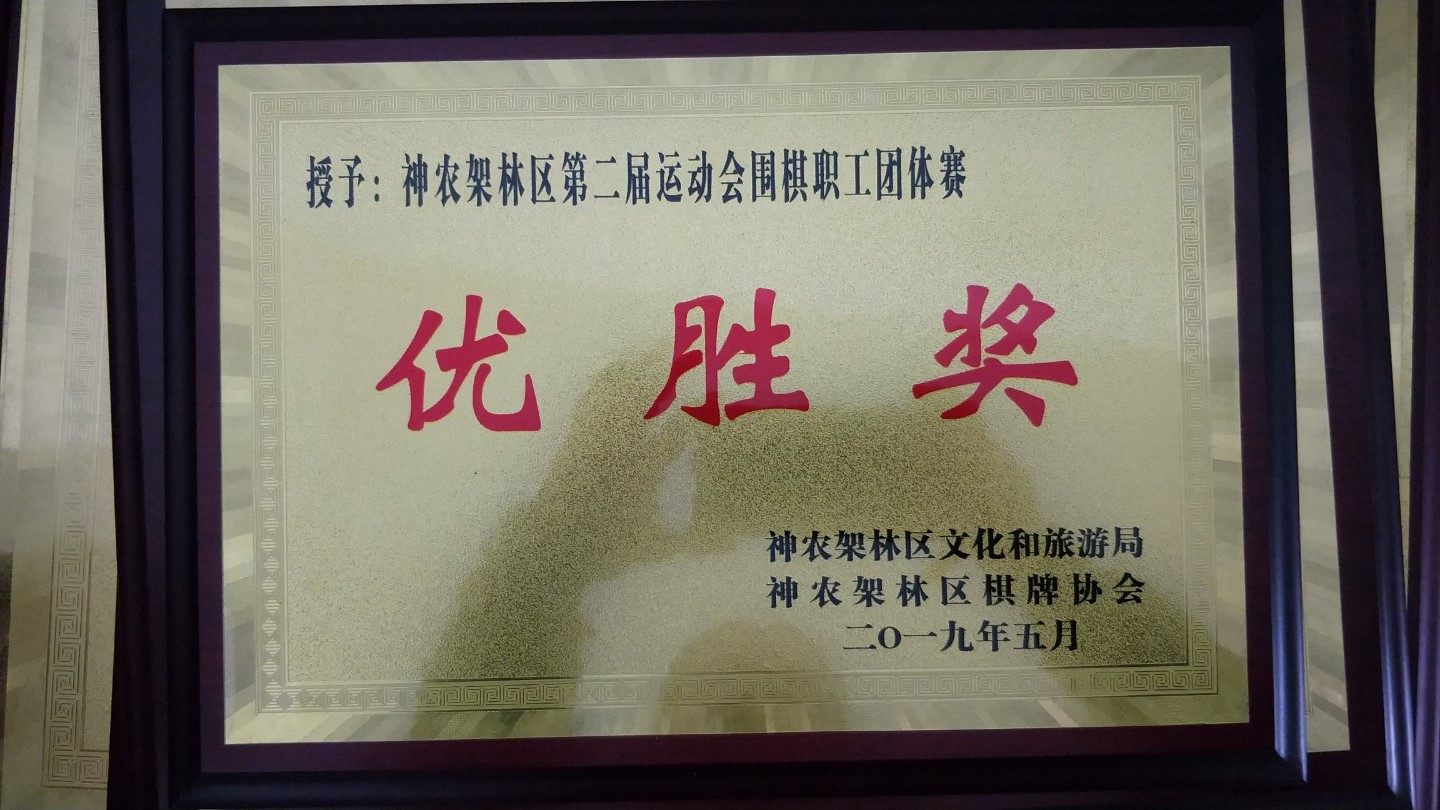 授予：神农架林区第二届运动会围棋职工团体赛
优胜奖
神农架林区文化和旅游局
神农架林区棋牌协会
二O一九年五月